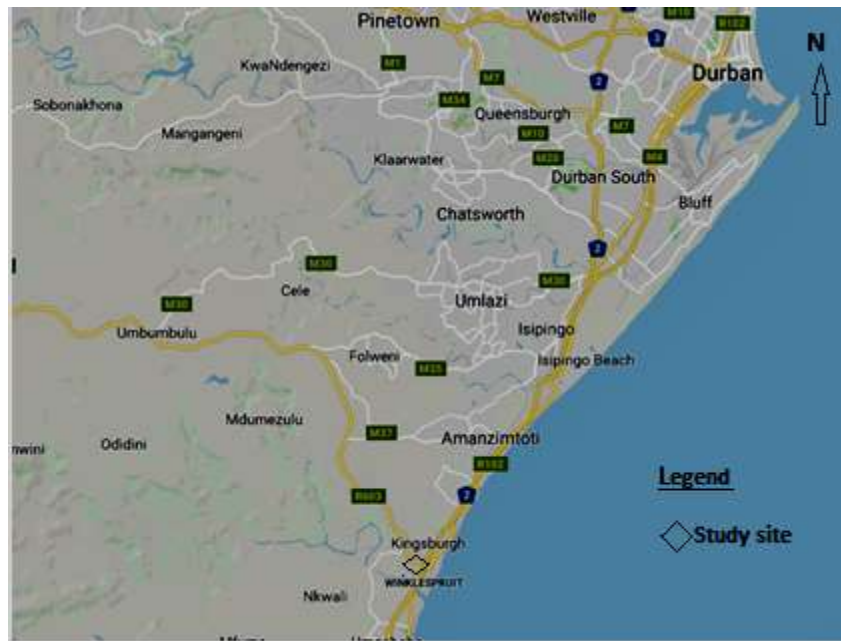 Pinetown
Westville
M19
R102
3
N
KwaNdengezi
M1
M7
2
Durban
Sobonakhona
M34
Queensburgh
M7
Mangangeni
M10
Klaarwater
M4
Durban South
Bluff
Chatsworth
2
M30
M30
Cele
M30
Umlazi
Umbumbulu
Isipingo
Folweni
Isipingo Beach
M35
Mdumezulu
M37
Odidini
Amanzimtoti
R102
Legend
R603
2
Kingsburgh
Study site
WINKLESPRUIT
Nkwali